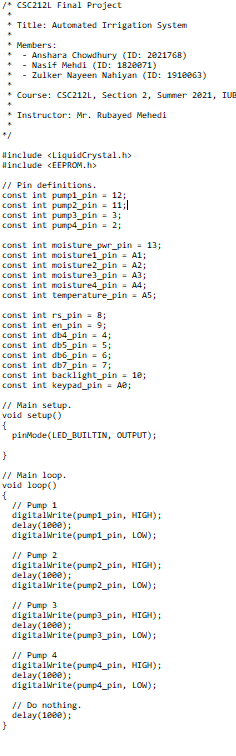 /* CSC212L Final Project
 *
 * Title: Automated Irrigation System
 *
 * Members:
 *  - Anshara Chowdhury (ID: 2021768)
 *  - Nasif Mehdi (ID: 1820071)
 *  - Zulker Nayeen Nahiyan (ID: 1910063)
 *
 * Course: CSC212L, Section 2, Summer 2021, IUB
 *
 * Instructor: Mr. Rubayed Mehedi
 *
*/

#include <LiquidCrystal.h>
#include <EEPROM.h>

// Pin definitions.
const int pump1_pin = 12;
const int pump2_pin = 11;
const int pump3_pin = 3;
const int pump4_pin = 2;

const int moisture_pwr_pin = 13;
const int moisture1_pin = A1;
const int moisture2_pin = A2;
const int moisture3_pin = A3;
const int moisture4_pin = A4;
const int temperature_pin = A5;

const int rs_pin = 8;
const int en_pin = 9;
const int db4_pin = 4;
const int db5_pin = 5;
const int db6_pin = 6;
const int db7_pin = 7;
const int backlight_pin = 10;
const int keypad_pin = A0;

// Main setup.
void setup()
{
  pinMode(LED_BUILTIN, OUTPUT);

}

// Main loop.
void loop()
{
  // Pump 1
  digitalWrite(pump1_pin, HIGH);
  delay(1000);
  digitalWrite(pump1_pin, LOW);

  // Pump 2
  digitalWrite(pump2_pin, HIGH);
  delay(1000);
  digitalWrite(pump2_pin, LOW);

  // Pump 3
  digitalWrite(pump3_pin, HIGH);
  delay(1000);
  digitalWrite(pump3_pin, LOW);

  // Pump 4
  digitalWrite(pump4_pin, HIGH);
  delay(1000);
  digitalWrite(pump4_pin, LOW);

  // Do nothing.
  delay(1000);
}